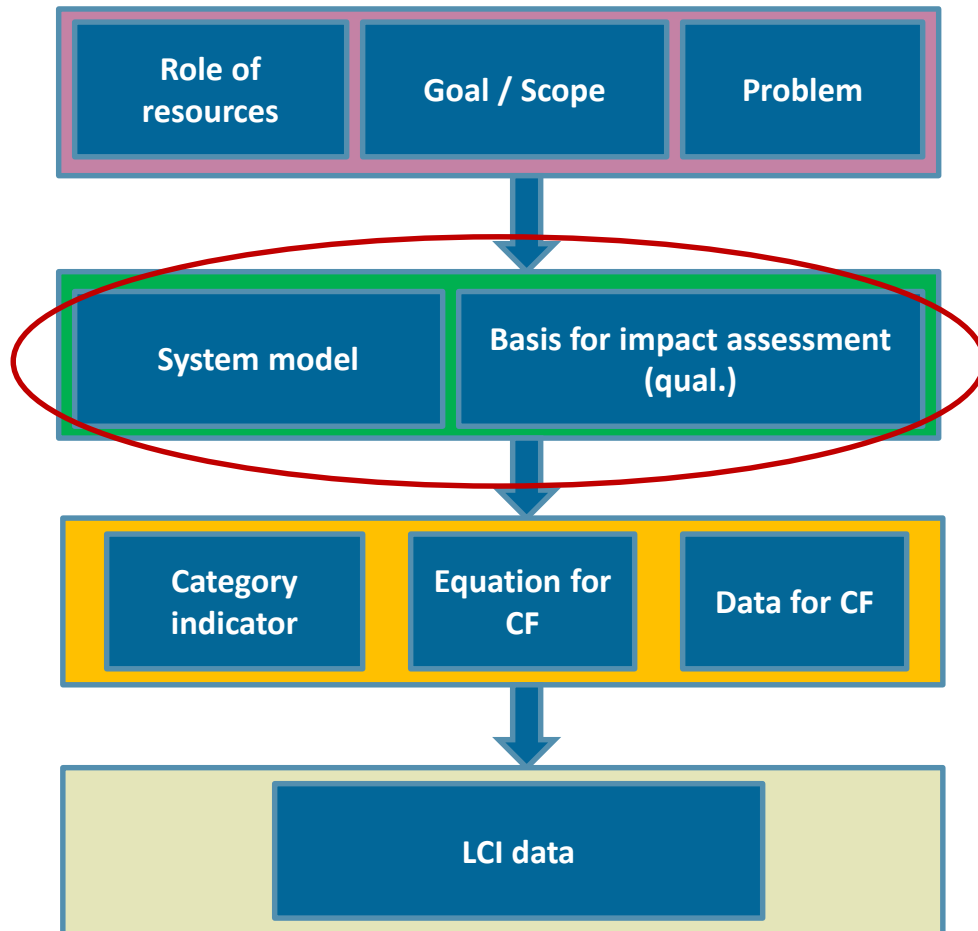 Role of
resources
Goal / Scope
Problem
System model
Basis for impact assessment
(qual.)
Category
indicator
Equation for
CF
Data for CF
LCI data